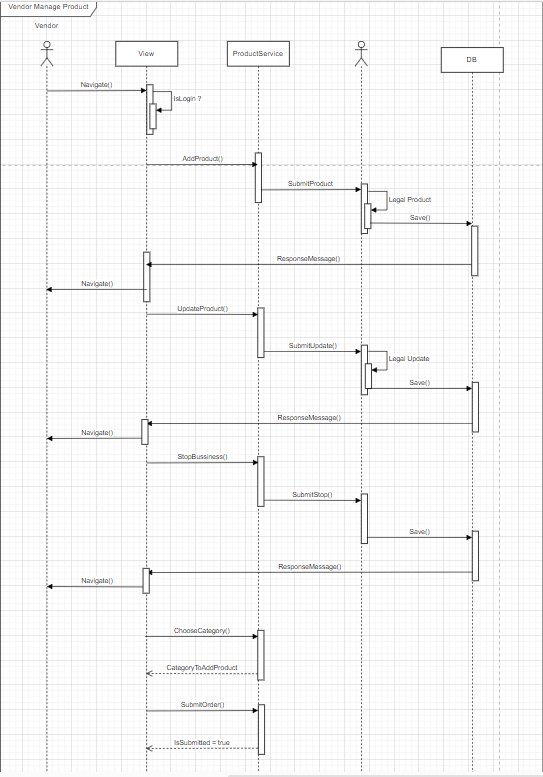 Vendor Manage Product
Vendor
View
ProductService
DB
Navigate()
IsLogin ?
AddProduct()
SubmitProduct
Legal Product
Save()
ResponseMessage()
Navigate()
UpdateProduct()
SubmitUpdate()
Legal Update
Save()
ResponseMessage()
Navigate()
StopBussiness()
SubmitStop()
Save()
ResponseMessage()
Navigate()
ChooseCategory()
CategoryToAddProduct
SubmitOrder()
IsSubmitted = true